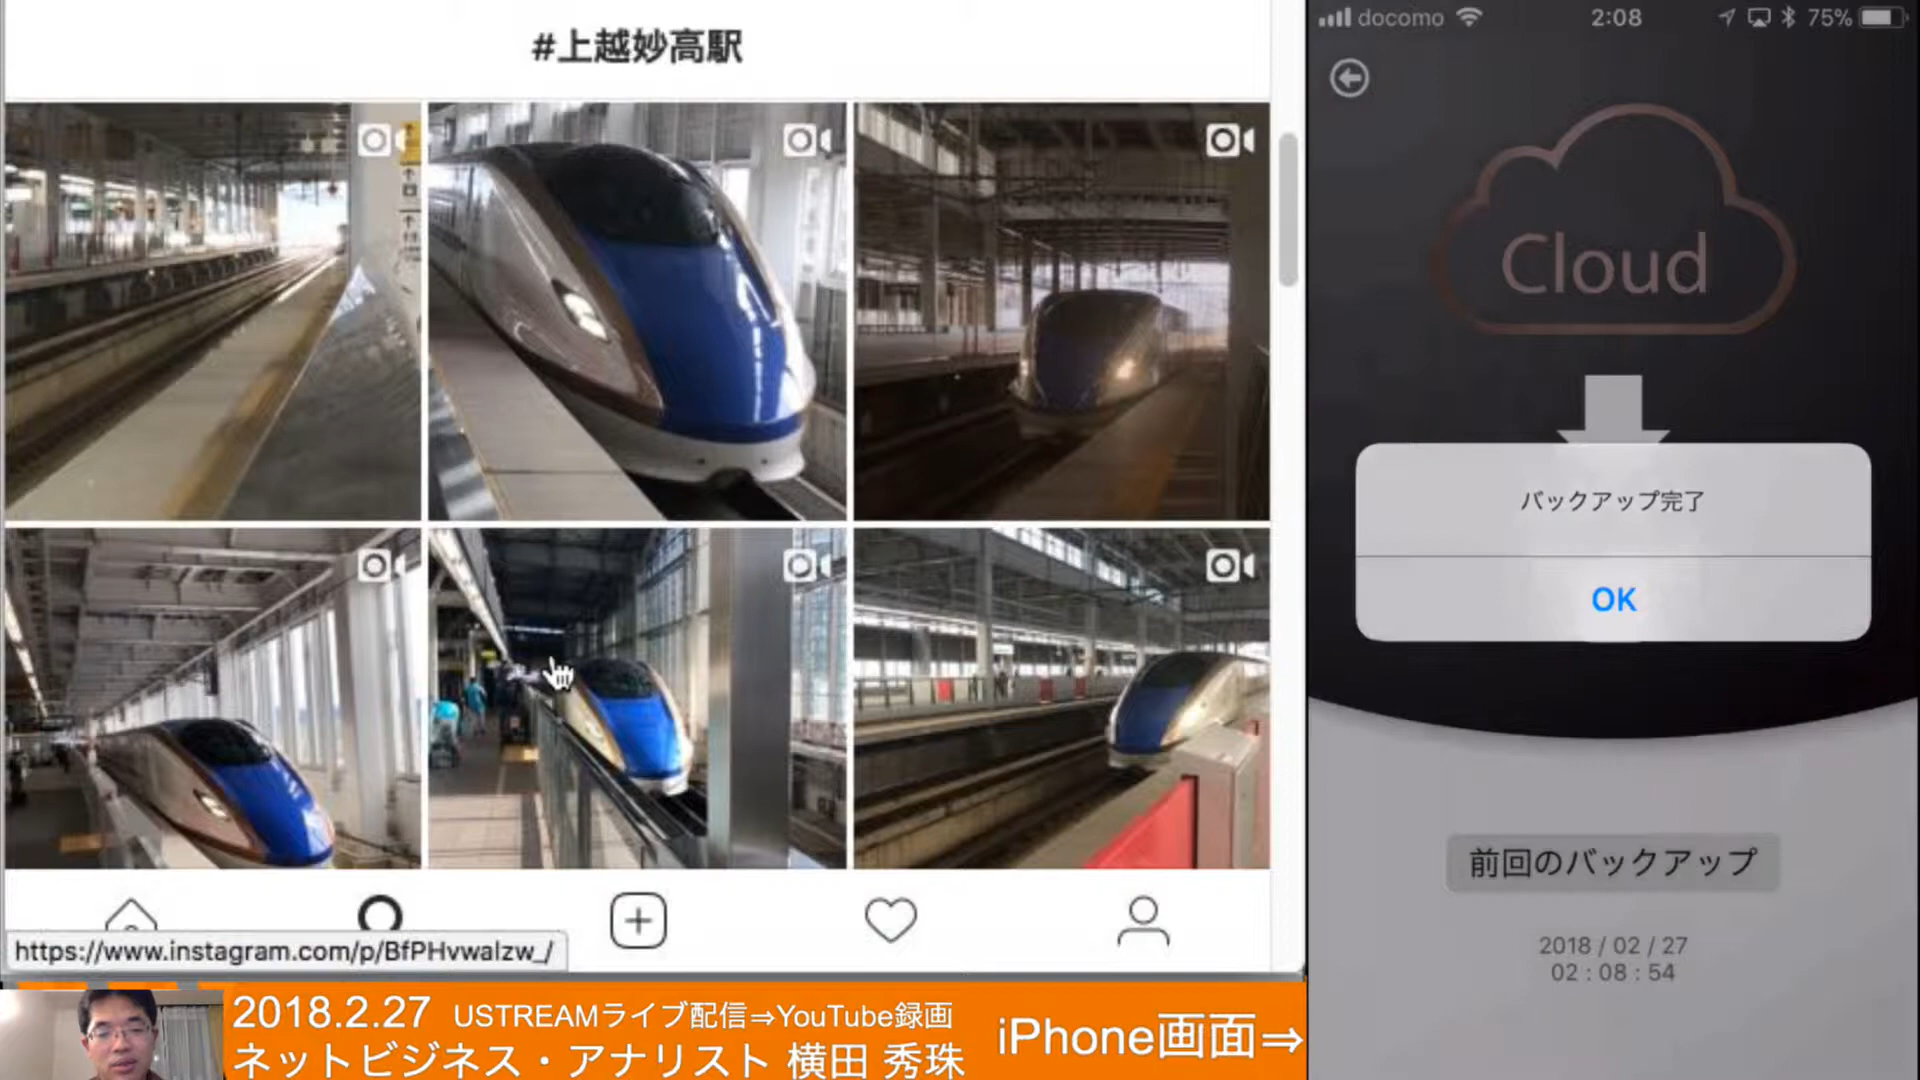 #上越妙高駅
https://www.instagram.com/p/BfPHvwalzw_/
2018.2.27 USTREAMライブ配信⇒YouTube録画
ネットビジネス・アナリスト 横田 秀珠
iPhone画面⇒
docomo 2:08 75%
Cloud
バックアップ完了
OK
前回のバックアップ
2018 / 02 / 27
02 : 08 : 54